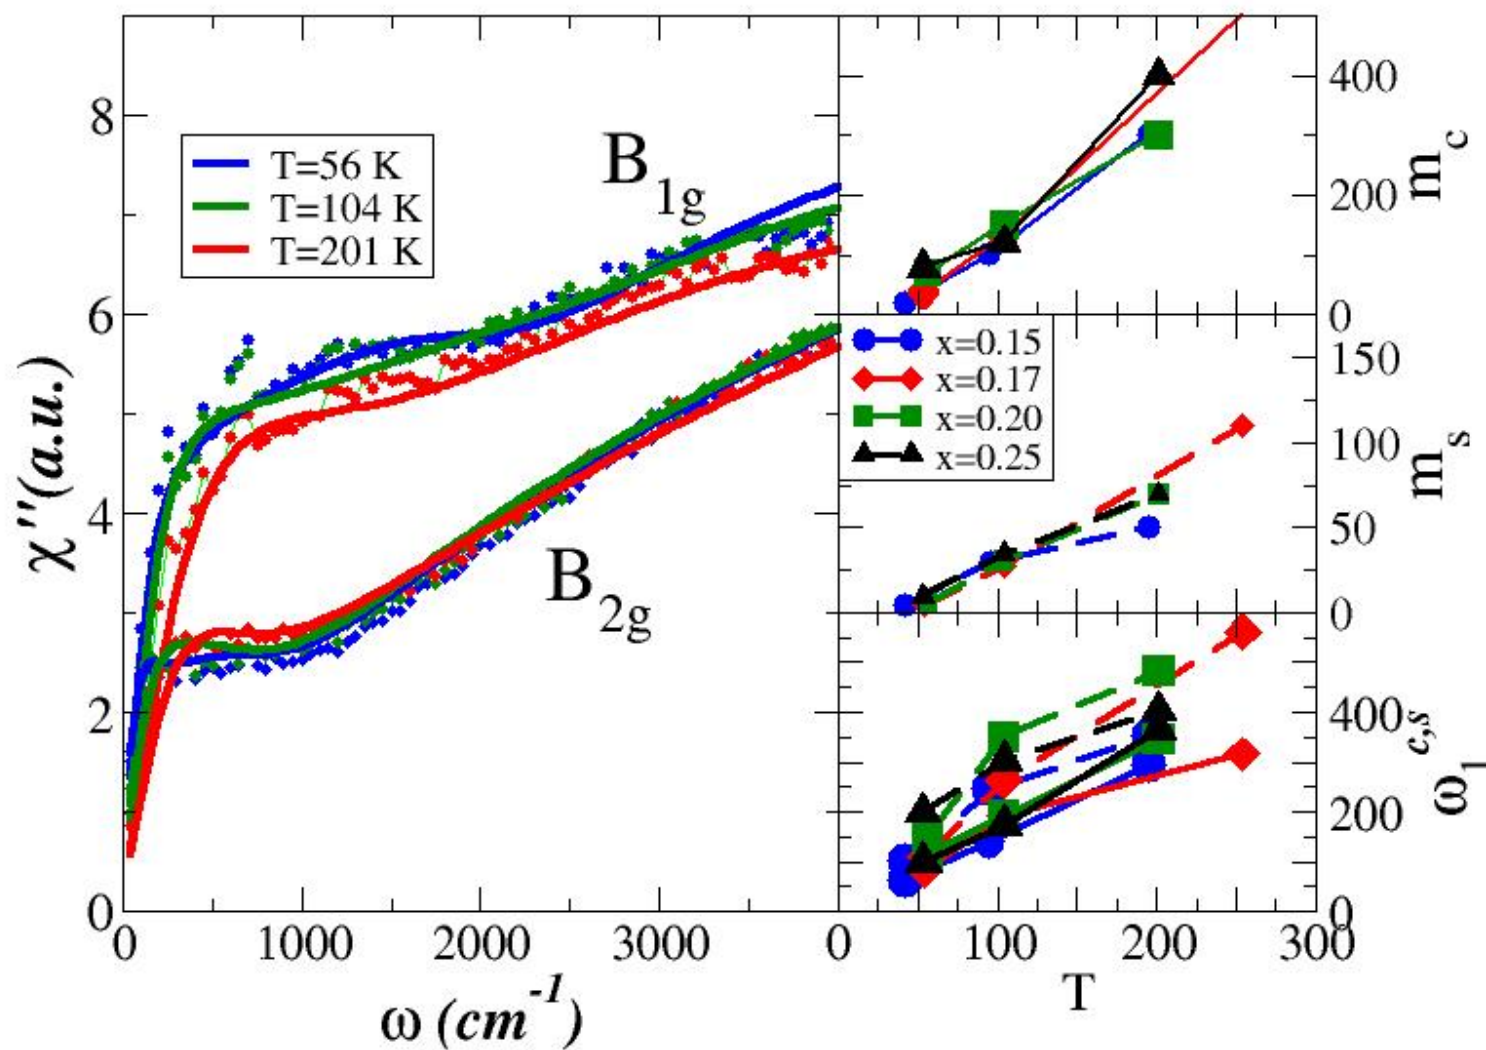 χ''(a.u.)
8
6
4
2
0
T=56 K
T=104 K
T=201 K
B1g
B2g
0 1000 2000 3000
ω (cm-1)
400
200
0
mc
x=0.15
x=0.17
x=0.20
x=0.25
150
100
50
0
ms
400
200
0
ω1c,s
0 100 200 300
T